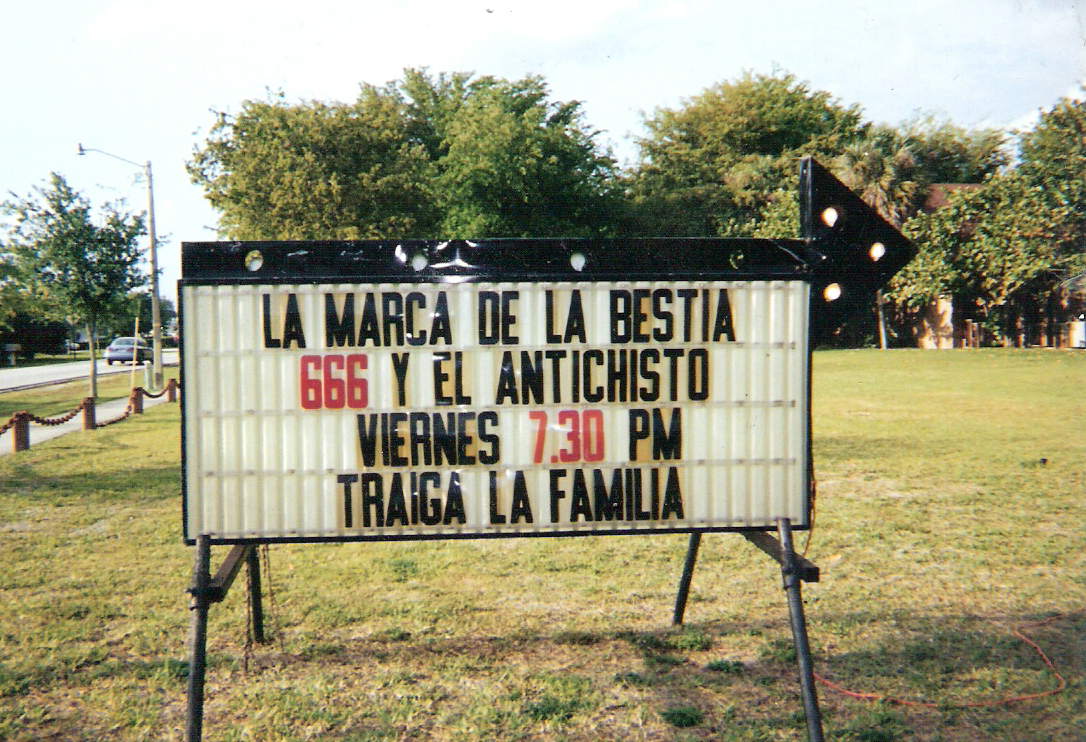 LA MARCA DE LA BESTIA
666 Y EL ANTICHISTO
VIERNES 7.30 PM
TRAIGA LA FAMILIA